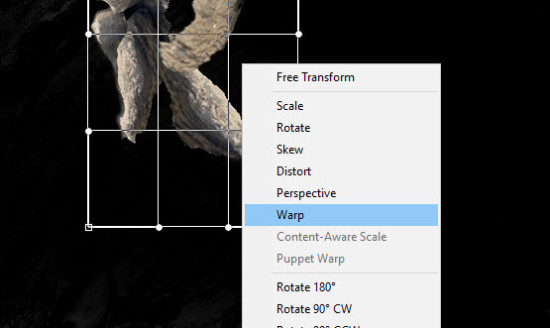 Free Transform
Scale
Rotate
Skew
Distort
Perspective
Warp
Content-Aware Scale
Puppet Warp
Rotate 180°
Rotate 90° CW